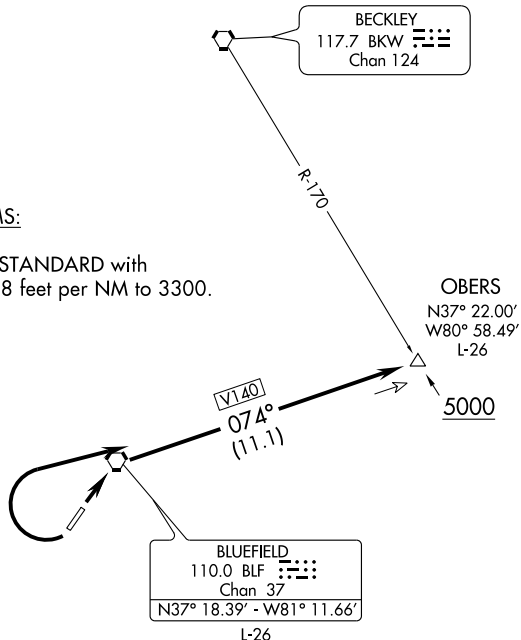 BECKLEY
117.7 BKW
Chan 124
R-170
MS:
STANDARD with
8 feet per NM to 3300.
OBERS
N37° 22.00'
W80° 58.49'
L-26
5000
V140
074°
(11.1)
BLUEFIELD
110.0 BLF
Chan 37
N37° 18.39' - W81° 11.66'
L-26